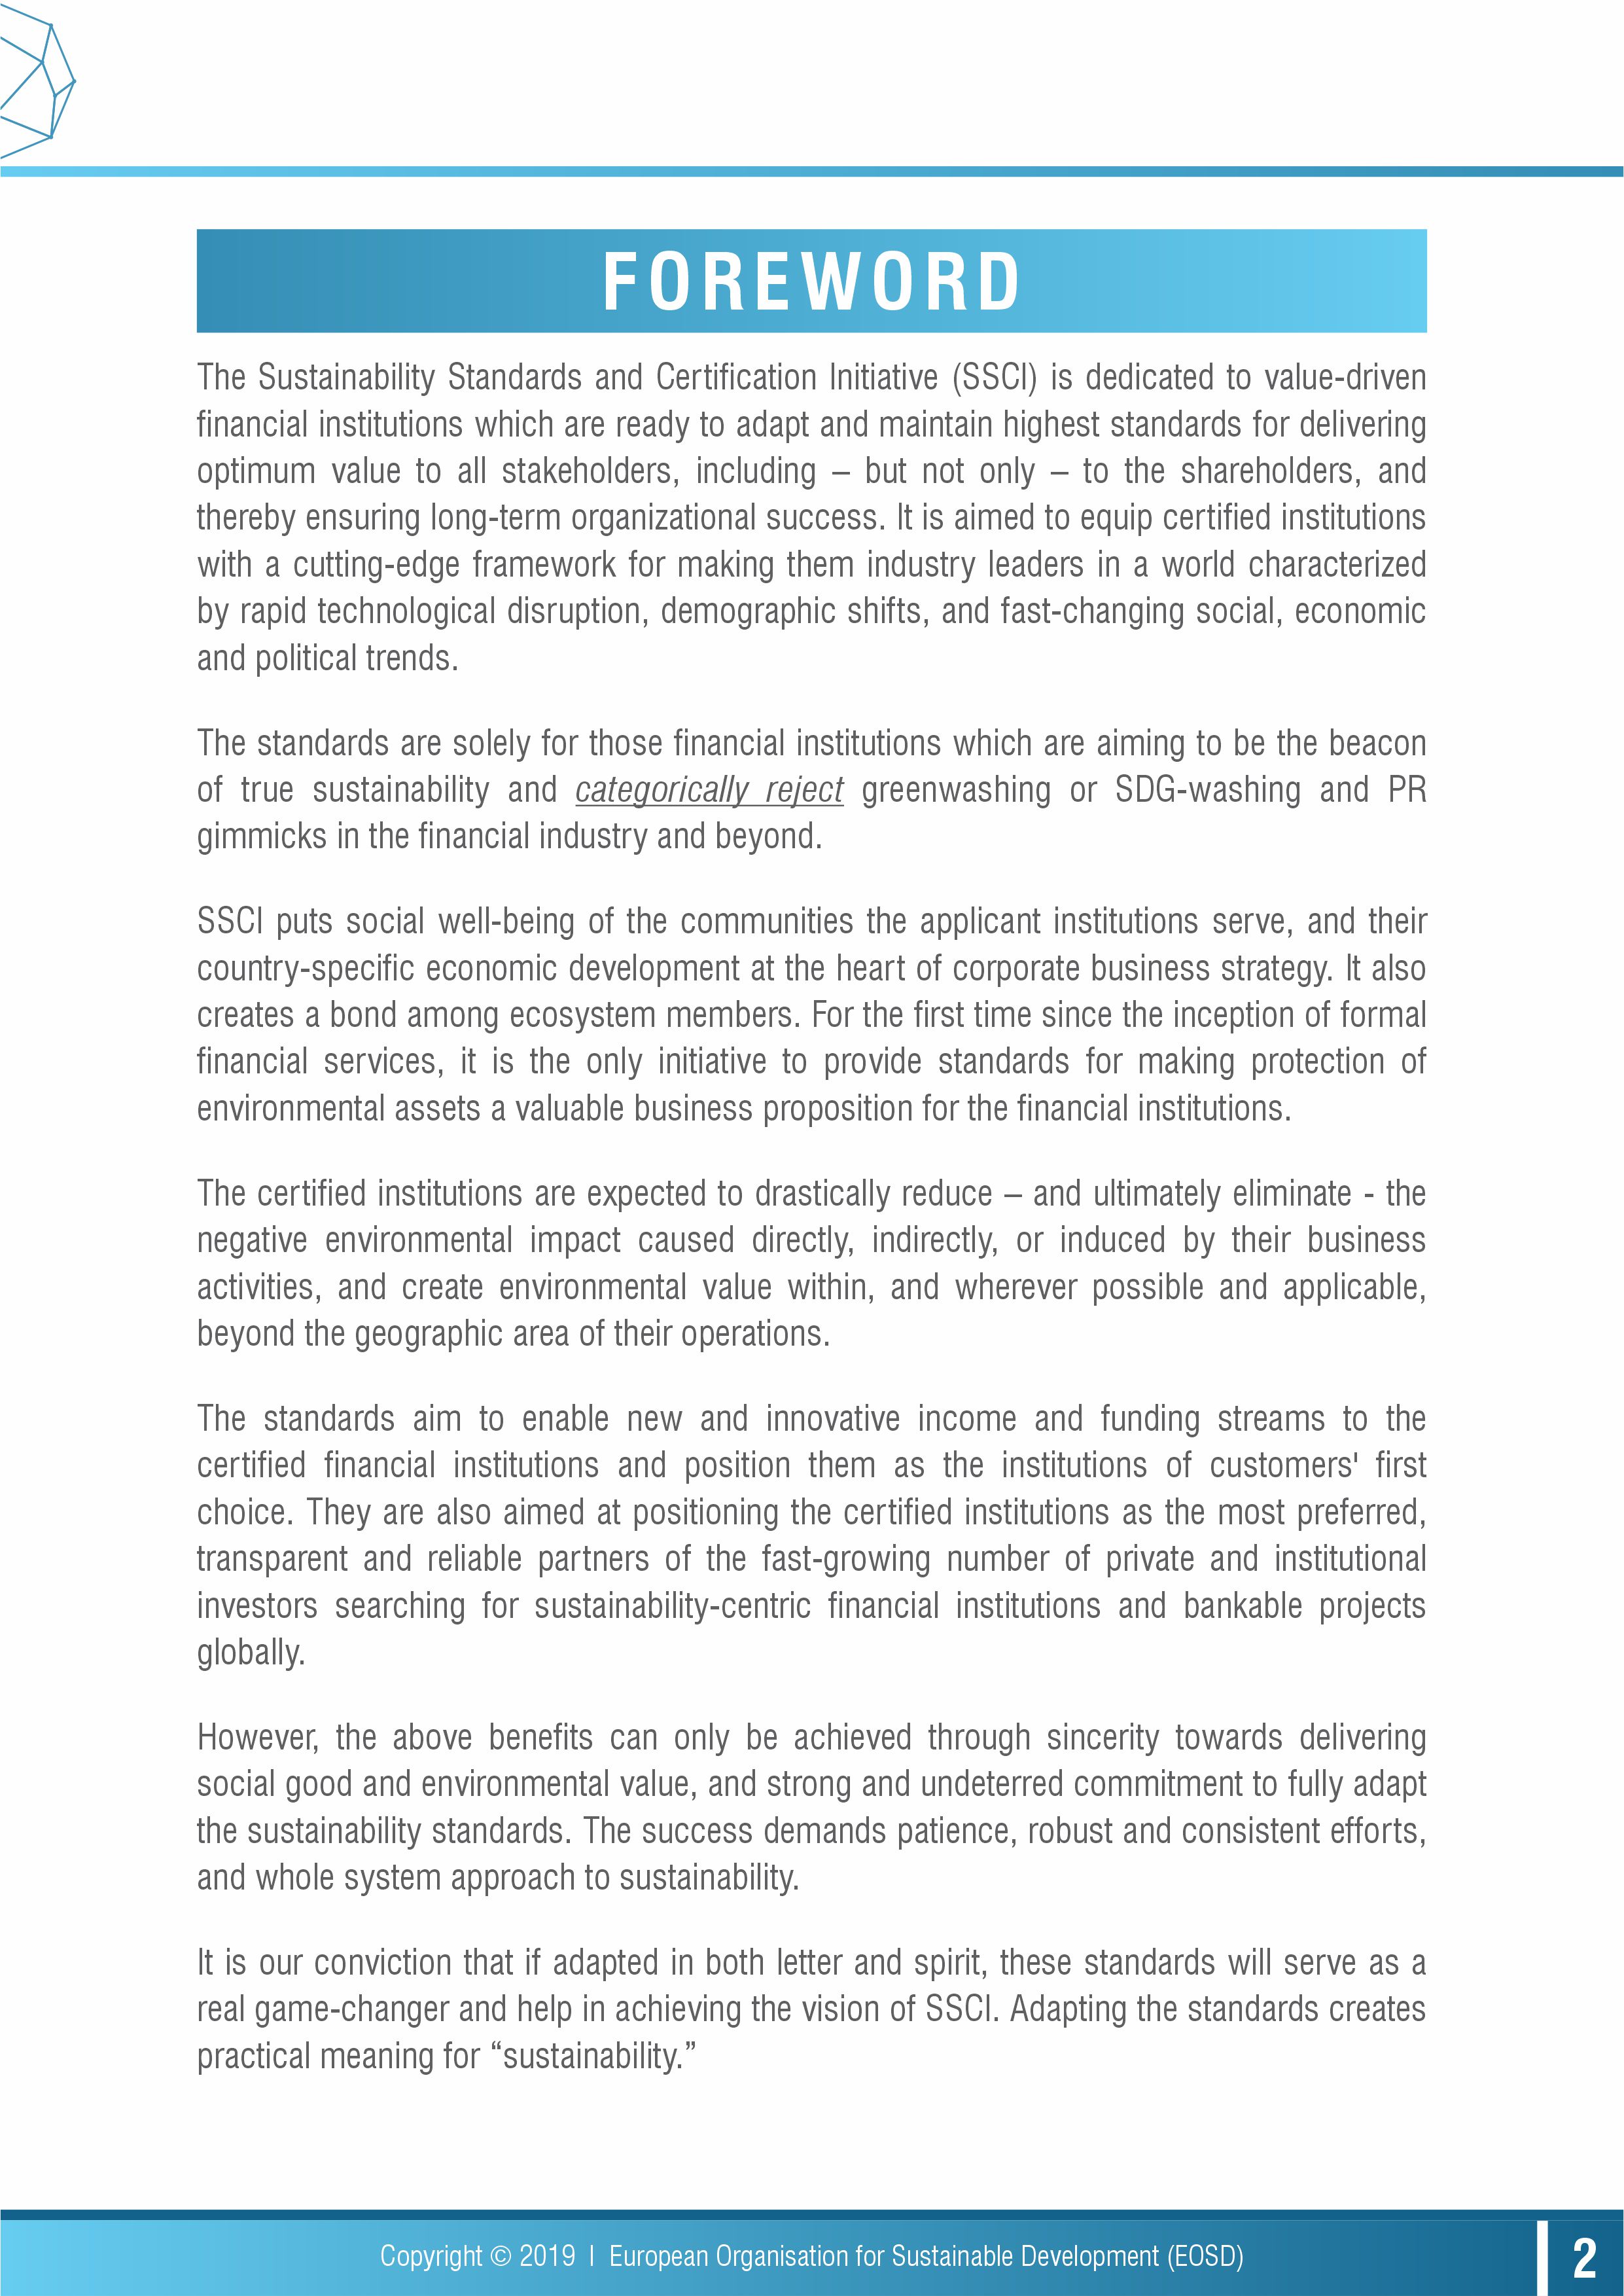 FOREWORD
The Sustainability Standards and Certification Initiative (SSCI) is dedicated to value-driven
financial institutions which are ready to adapt and maintain highest standards for delivering
optimum value to all stakeholders, including – but not only – to the shareholders, and
thereby ensuring long-term organizational success. It is aimed to equip certified institutions
with a cutting-edge framework for making them industry leaders in a world characterized
by rapid technological disruption, demographic shifts, and fast-changing social, economic
and political trends.
The standards are solely for those financial institutions which are aiming to be the beacon
of true sustainability and categorically reject greenwashing or SDG-washing and PR
gimmicks in the financial industry and beyond.
SSCI puts social well-being of the communities the applicant institutions serve, and their
country-specific economic development at the heart of corporate business strategy. It also
creates a bond among ecosystem members. For the first time since the inception of formal
financial services, it is the only initiative to provide standards for making protection of
environmental assets a valuable business proposition for the financial institutions.
The certified institutions are expected to drastically reduce – and ultimately eliminate - the
negative environmental impact caused directly, indirectly, or induced by their business
activities, and create environmental value within, and wherever possible and applicable,
beyond the geographic area of their operations.
The standards aim to enable new and innovative income and funding streams to the
certified financial institutions and position them as the institutions of customers' first
choice. They are also aimed at positioning the certified institutions as the most preferred,
transparent and reliable partners of the fast-growing number of private and institutional
investors searching for sustainability-centric financial institutions and bankable projects
globally.
However, the above benefits can only be achieved through sincerity towards delivering
social good and environmental value, and strong and undeterred commitment to fully adapt
the sustainability standards. The success demands patience, robust and consistent efforts,
and whole system approach to sustainability.
It is our conviction that if adapted in both letter and spirit, these standards will serve as a
real game-changer and help in achieving the vision of SSCI. Adapting the standards creates
practical meaning for “sustainability.”
Copyright © 2019 | European Organisation for Sustainable Development (EOSD)
2